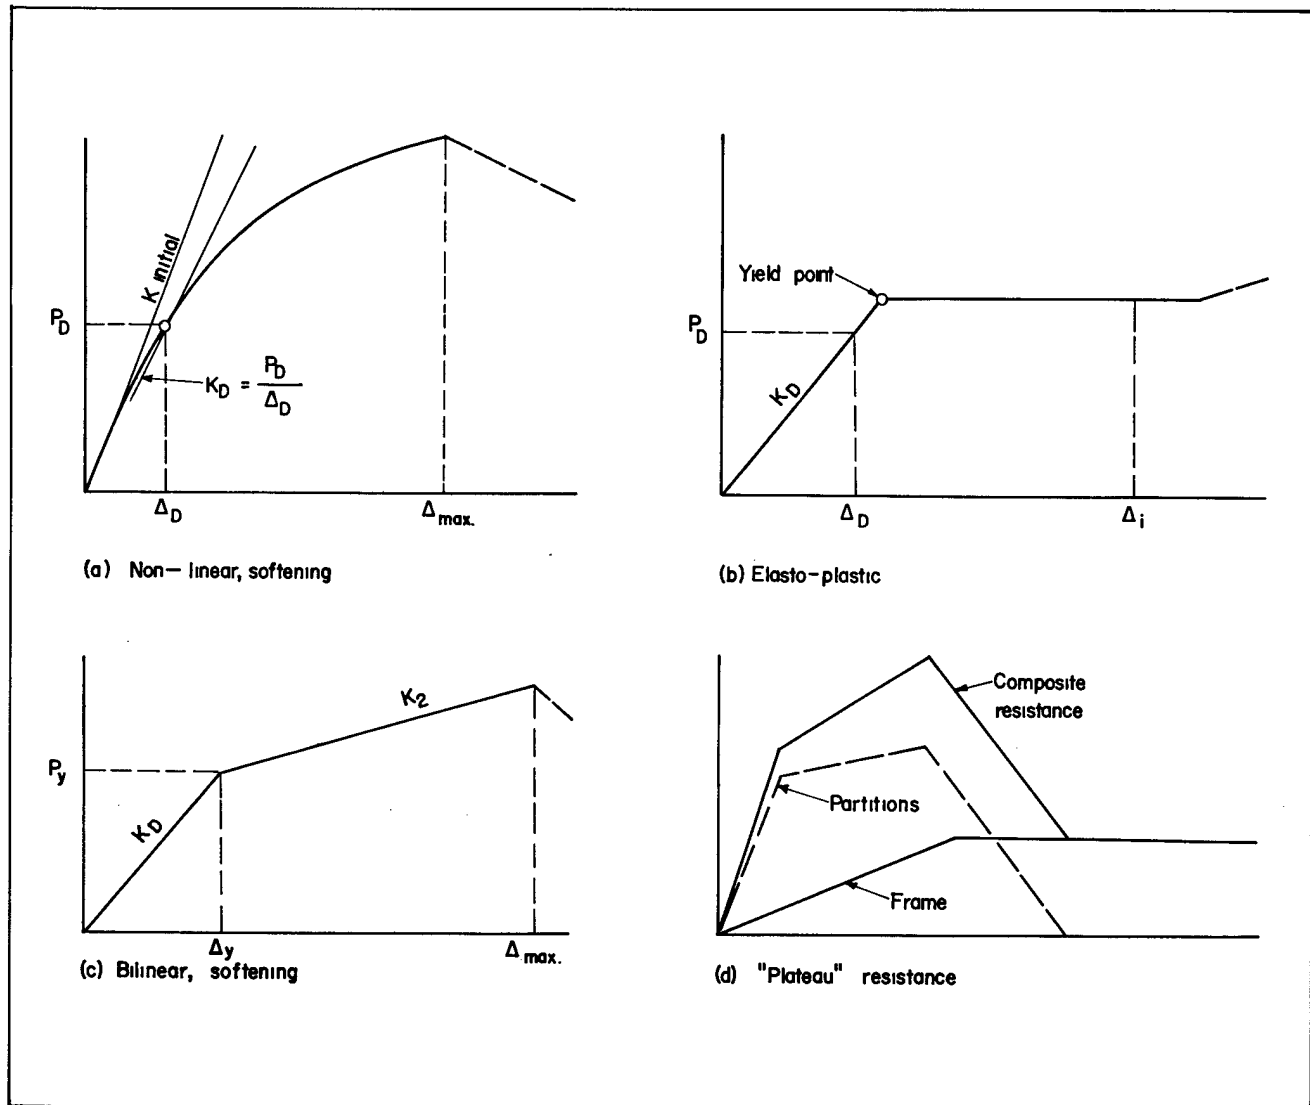 K initial
P_D
K_D = P_D / Δ_D
Δ_D
Δ_max.
(a) Non-linear, softening
Yield point
P_D
K_D
Δ_D
Δ_i
(b) Elasto-plastic
K_2
P_y
K_D
Δ_y
Δ_max.
(c) Bilinear, softening
Composite
resistance
Partitions
Frame
(d) "Plateau" resistance